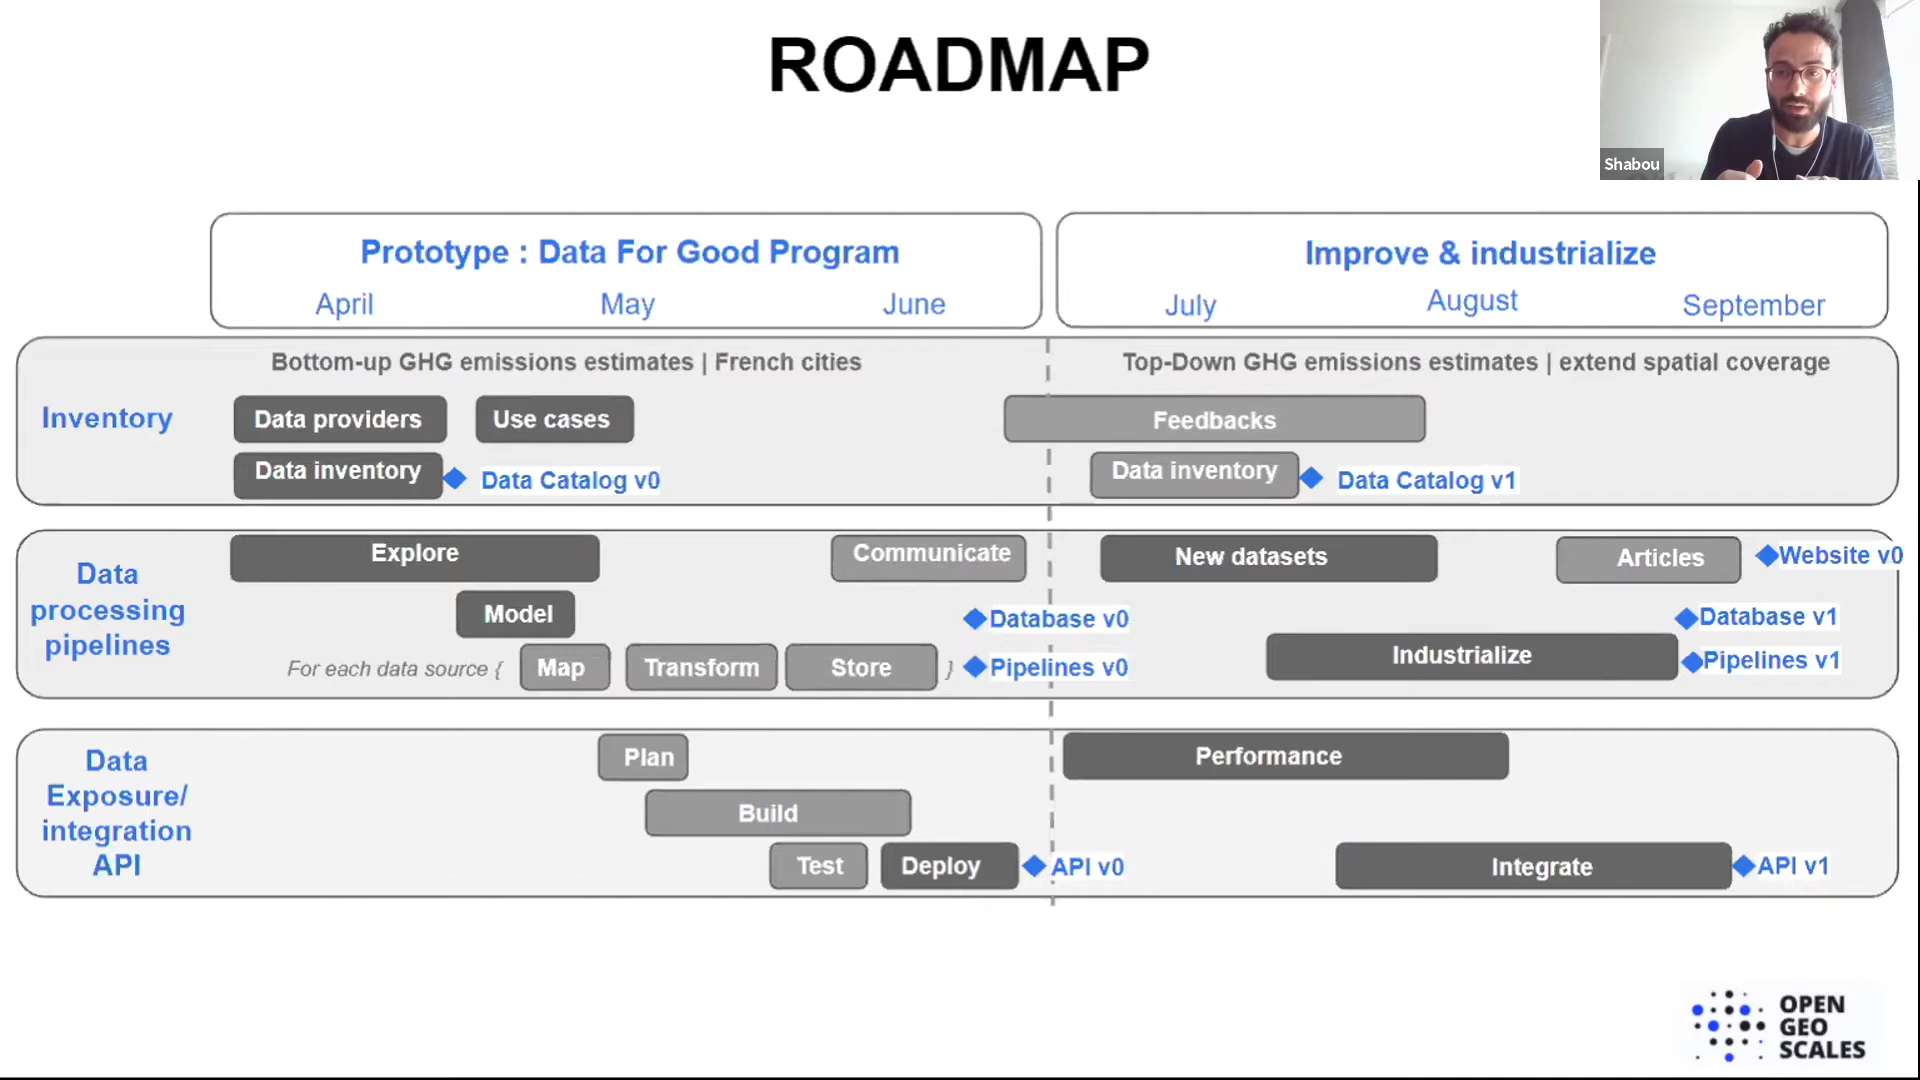 ROADMAP
Shabou
Prototype : Data For Good Program
April May June
Improve & industrialize
July August September
Inventory
Bottom-up GHG emissions estimates | French cities
Top-Down GHG emissions estimates | extend spatial coverage
Data providers
Use cases
Feedbacks
Data inventory
Data Catalog v0
Data inventory
Data Catalog v1
Data
processing
pipelines
Explore
Communicate
New datasets
Articles
Website v0
Model
Database v0
Database v1
For each data source {
Map
Transform
Store
}
Pipelines v0
Industrialize
Pipelines v1
Data
Exposure/
integration
API
Plan
Performance
Build
Test
Deploy
API v0
Integrate
API v1
OPEN
GEO
SCALES